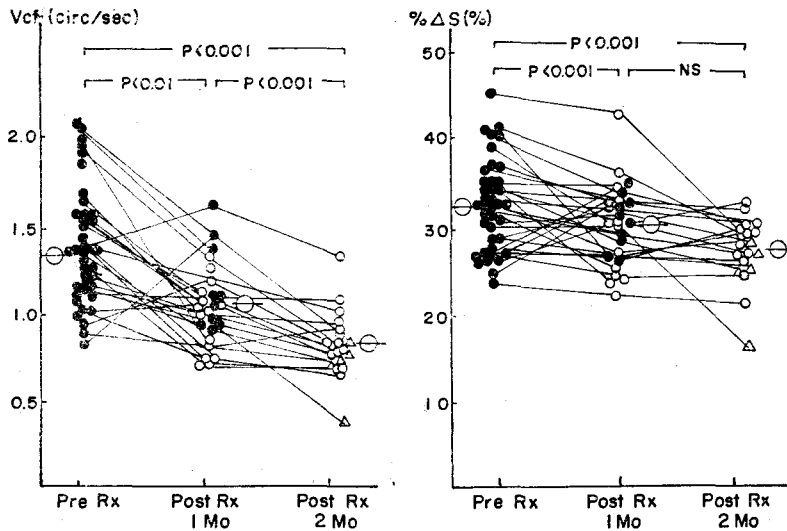 Vcf (circ/sec)
P<0.001
P<0.01
P<0.001
2.0
1.5
1.0
0.5
Pre Rx
Post Rx
1 Mo
Post Rx
2 Mo
%ΔS(%)
P<0.001
P<0.001
NS
50
40
30
20
10
Pre Rx
Post Rx
1 Mo
Post Rx
2 Mo